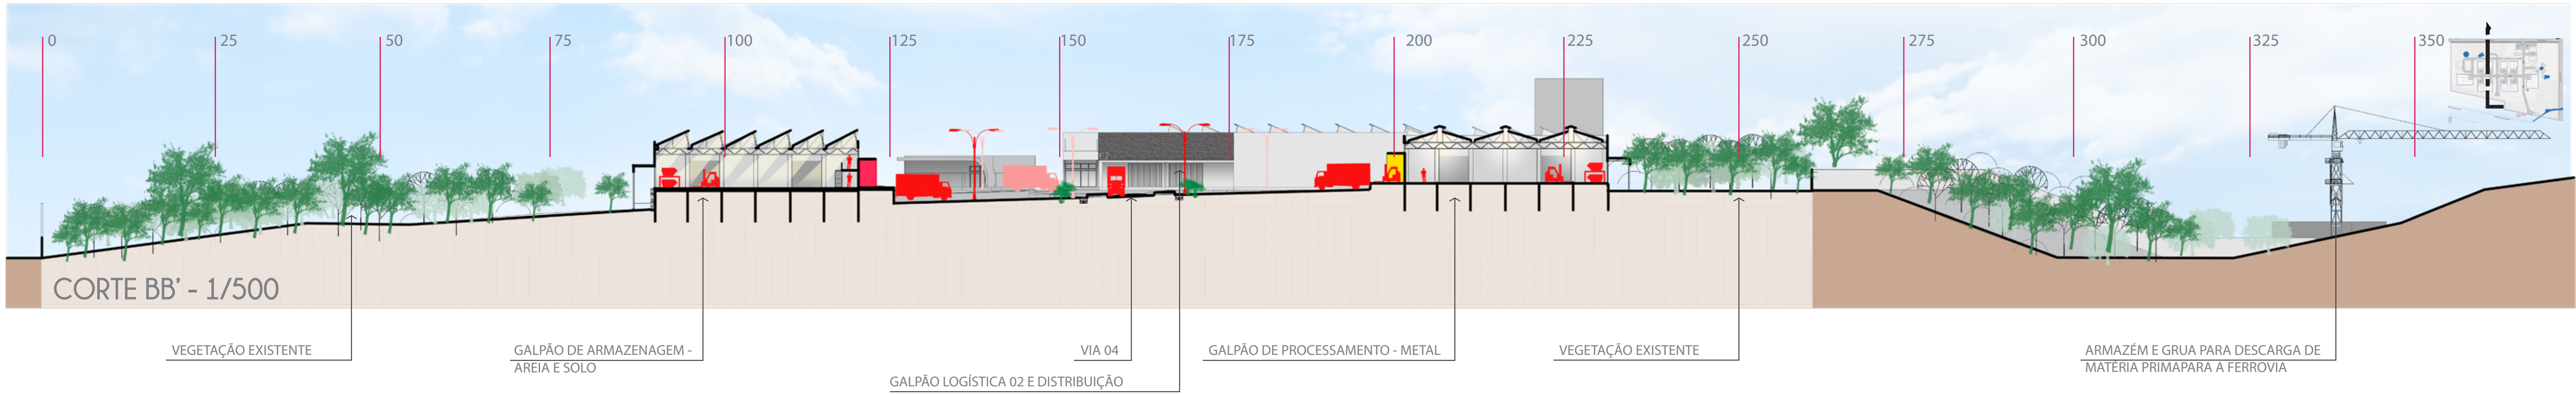 0 25 50 75 100 125 150 175 200 225 250 275 300 325 350
CORTE BB’ - 1/500
VEGETAÇÃO EXISTENTE
GALPÃO DE ARMAZENAGEM -
AREIA E SOLO
VIA 04
GALPÃO LOGÍSTICA 02 E DISTRIBUIÇÃO
GALPÃO DE PROCESSAMENTO - METAL
VEGETAÇÃO EXISTENTE
ARMAZÉM E GRUA PARA DESCARGA DE
MATÉRIA PRIMAPARA A FERROVIA